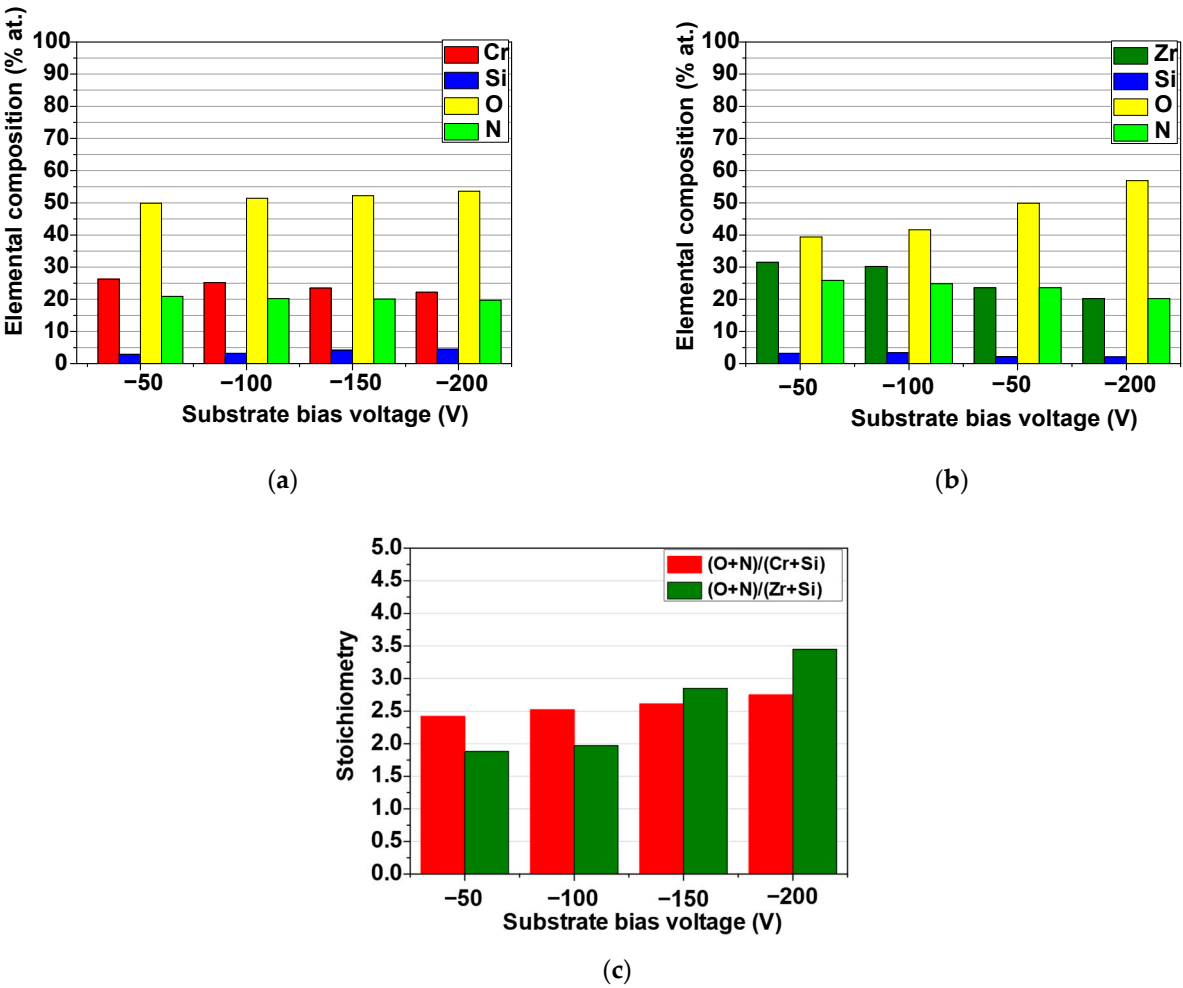 Elemental composition (% at.)
100
90
80
70
60
50
40
30
20
10
0
Cr
Si
O
N
−50 −100 −150 −200
Substrate bias voltage (V)
(a)
Elemental composition (% at.)
100
90
80
70
60
50
40
30
20
10
0
Zr
Si
O
N
−50 −100 −50 −200
Substrate bias voltage (V)
(b)
Stoichiometry
5.0
4.5
4.0
3.5
3.0
2.5
2.0
1.5
1.0
0.5
0.0
(O+N)/(Cr+Si)
(O+N)/(Zr+Si)
−50 −100 −150 −200
Substrate bias voltage (V)
(c)